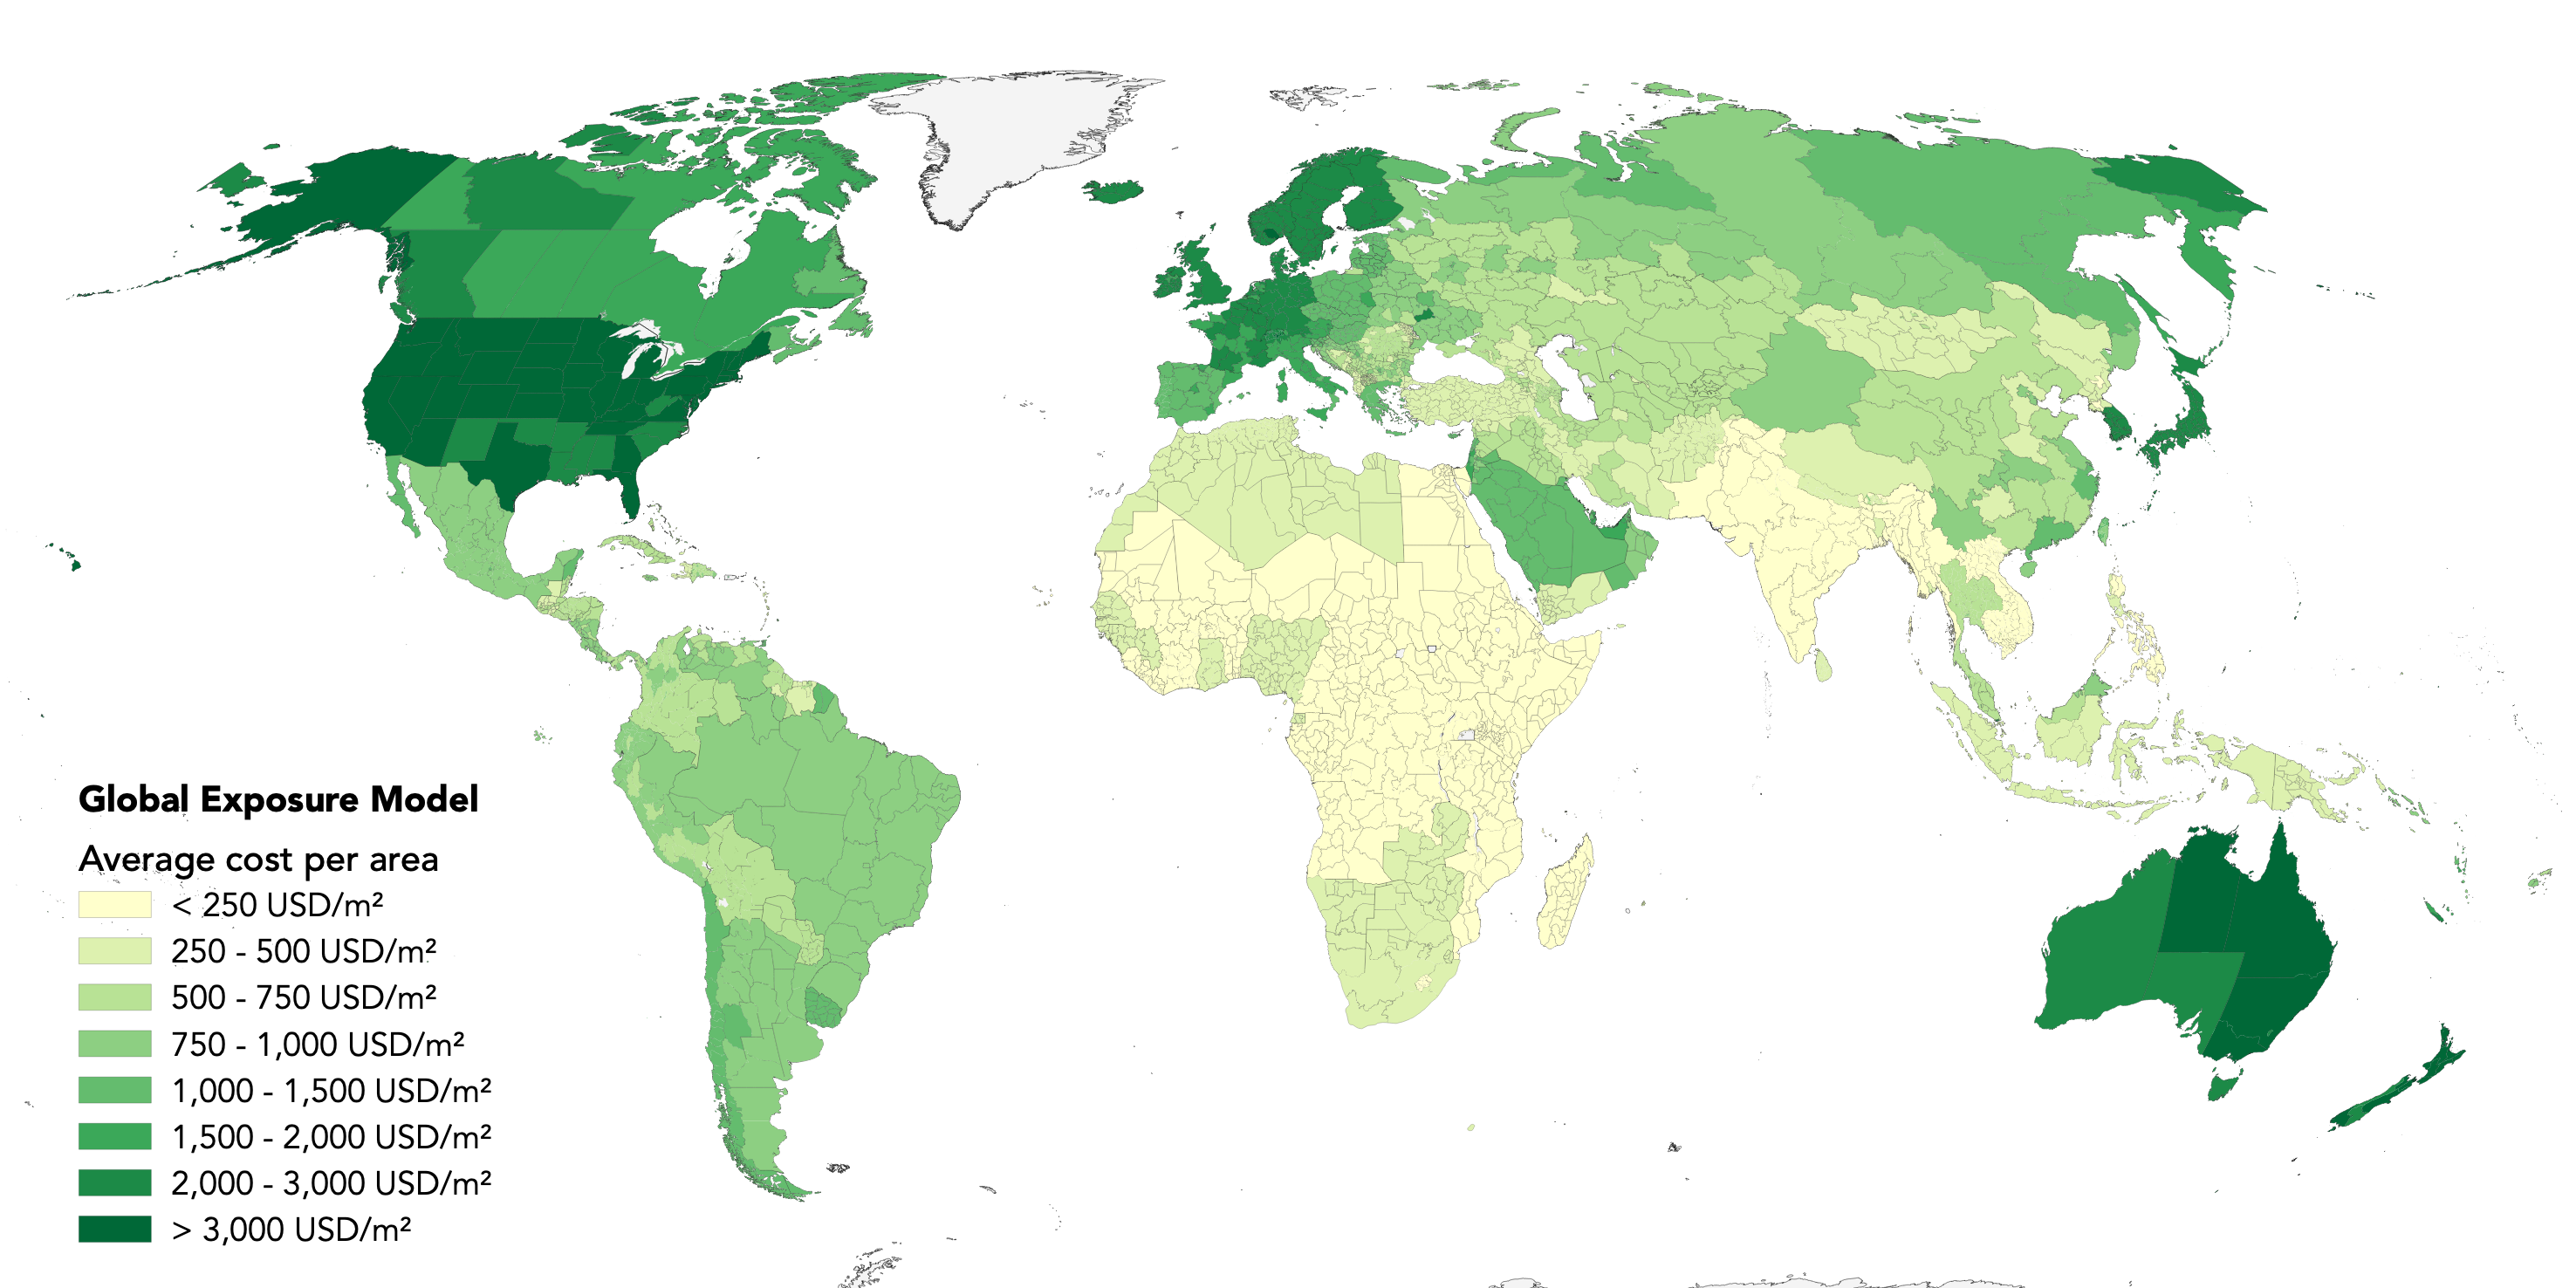 Global Exposure Model
Average cost per area
< 250 USD/m²
250 - 500 USD/m²
500 - 750 USD/m²
750 - 1,000 USD/m²
1,000 - 1,500 USD/m²
1,500 - 2,000 USD/m²
2,000 - 3,000 USD/m²
> 3,000 USD/m²